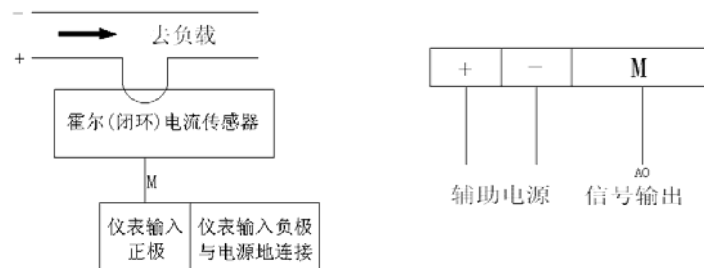 −
去负载
+
霍尔(闭环)电流传感器
M
仪表输入
正极
仪表输入负极
与电源地连接
+ − M
AO
辅助电源 信号输出